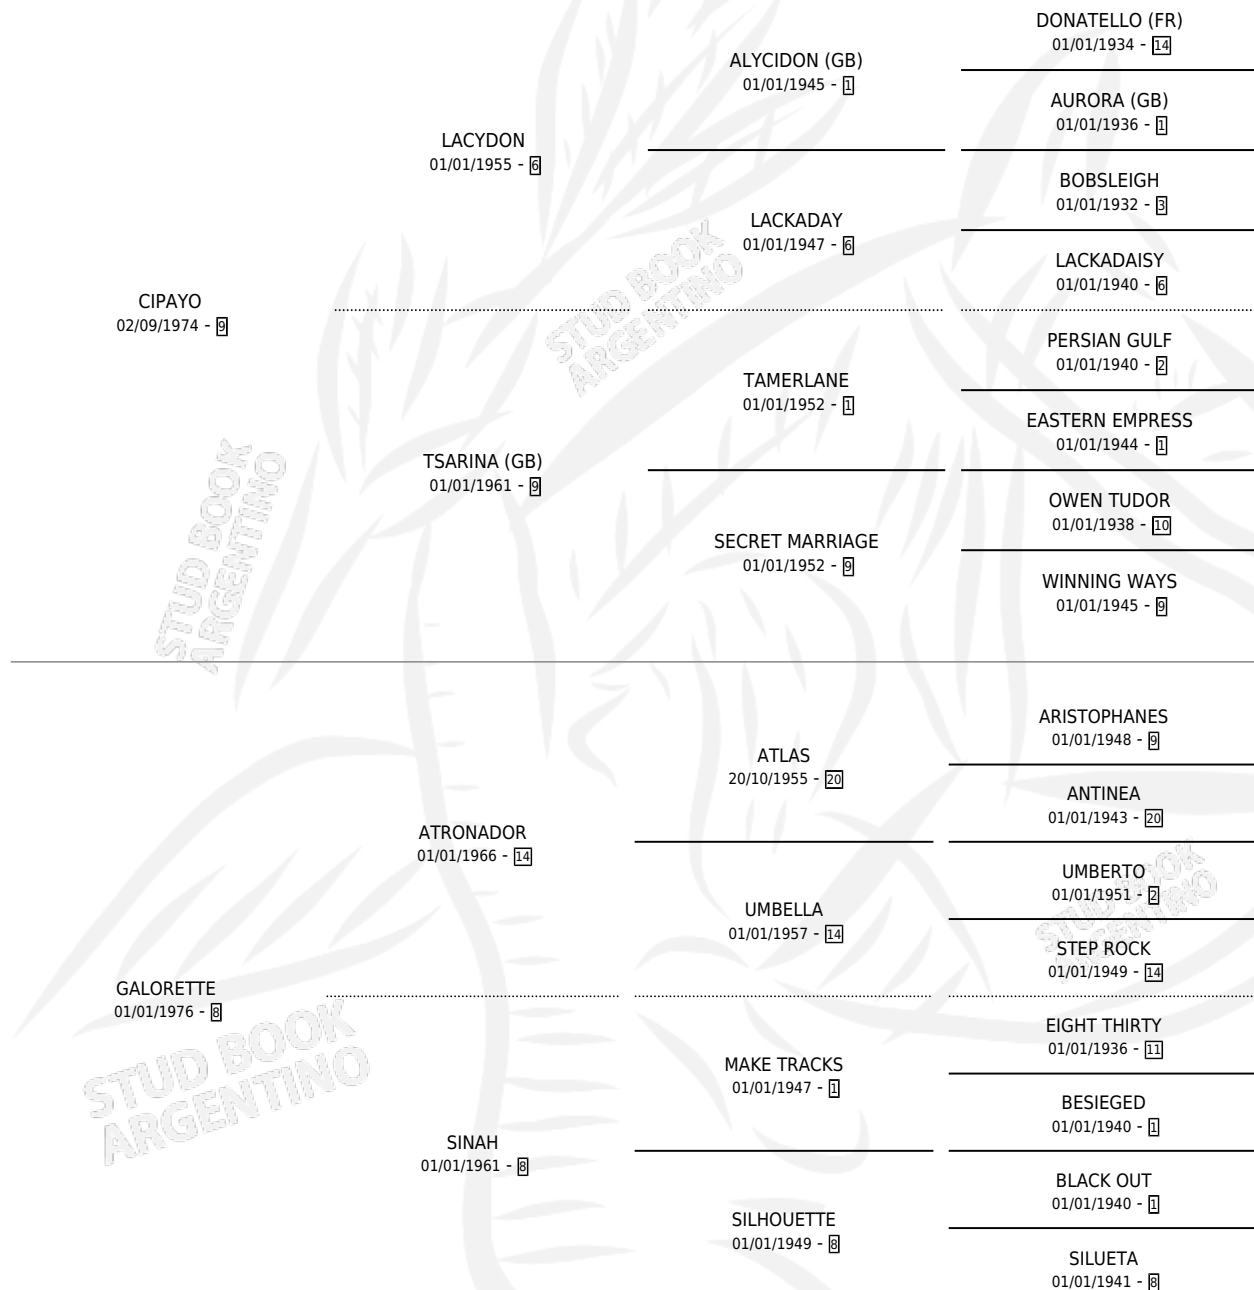 DONATELLO (FR)
01/01/1934 - 14
ALYCIDON (GB)
01/01/1945 - 1
AURORA (GB)
01/01/1936 - 1
LACYDON
01/01/1955 - 6
BOBSLEIGH
01/01/1932 - 3
LACKADAY
01/01/1947 - 6
LACKADAISY
01/01/1940 - 6
CIPAYO
02/09/1974 - 9
STUD BOOK
ARGENTINO
PERSIAN GULF
01/01/1940 - 2
TAMERLANE
01/01/1952 - 1
EASTERN EMPRESS
01/01/1944 - 1
TSARINA (GB)
01/01/1961 - 9
OWEN TUDOR
01/01/1938 - 10
SECRET MARRIAGE
01/01/1952 - 9
WINNING WAYS
01/01/1945 - 9
STUD BOOK
ARGENTINO
ARISTOPHANES
01/01/1948 - 9
ATLAS
20/10/1955 - 20
ANTINEA
01/01/1943 - 20
ATRONADOR
01/01/1966 - 14
UMBERTO
01/01/1951 - 2
UMBELLA
01/01/1957 - 14
STUD BOOK
ARGENTINO
STEP ROCK
01/01/1949 - 14
GALORETTE
01/01/1976 - 8
STUD BOOK
ARGENTINO
EIGHT THIRTY
01/01/1936 - 11
MAKE TRACKS
01/01/1947 - 1
BESIEGED
01/01/1940 - 1
SINAH
01/01/1961 - 8
BLACK OUT
01/01/1940 - 1
SILHOUETTE
01/01/1949 - 8
SILUETA
01/01/1941 - 8